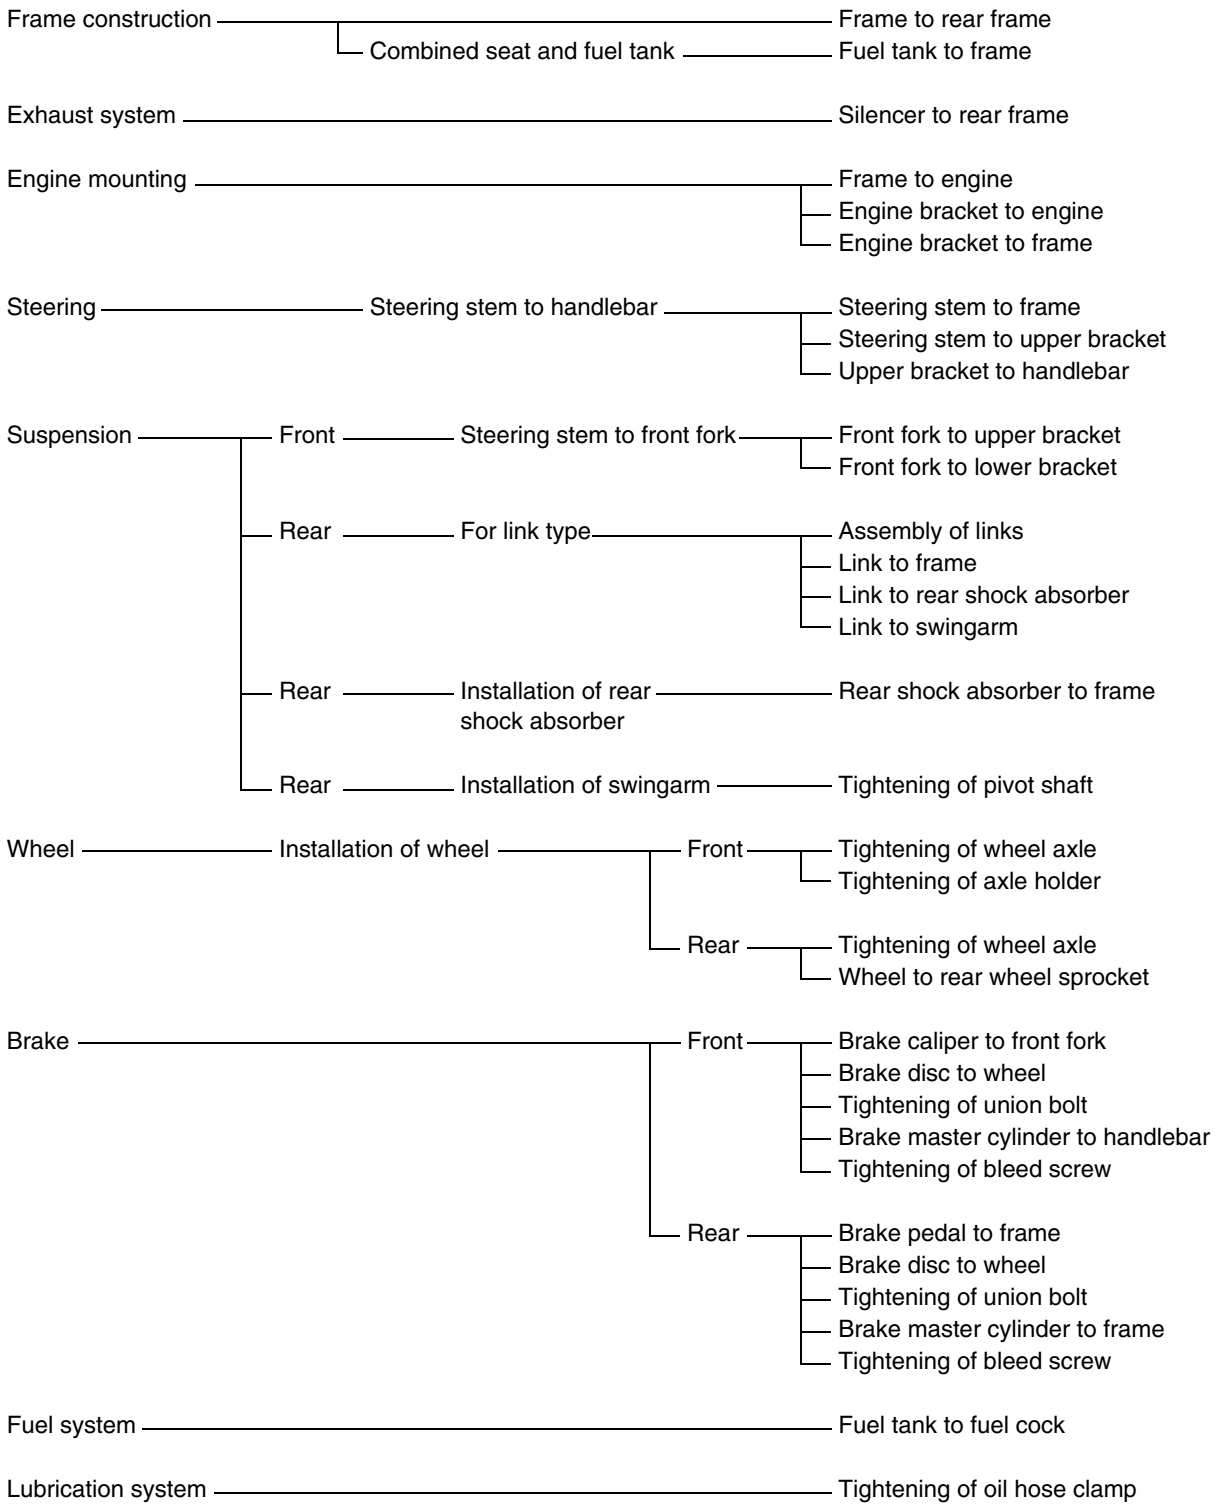 Frame construction Frame to rear frame
Combined seat and fuel tank Fuel tank to frame
Exhaust system Silencer to rear frame
Engine mounting Frame to engine
Engine bracket to engine
Engine bracket to frame
Steering Steering stem to handlebar Steering stem to frame
Steering stem to upper bracket
Upper bracket to handlebar
Suspension Front Steering stem to front fork Front fork to upper bracket
Front fork to lower bracket
Rear For link type Assembly of links
Link to frame
Link to rear shock absorber
Link to swingarm
Rear Installation of rear Rear shock absorber to frame
shock absorber
Rear Installation of swingarm Tightening of pivot shaft
Wheel Installation of wheel Front Tightening of wheel axle
Tightening of axle holder
Rear Tightening of wheel axle
Wheel to rear wheel sprocket
Brake Front Brake caliper to front fork
Brake disc to wheel
Tightening of union bolt
Brake master cylinder to handlebar
Tightening of bleed screw
Rear Brake pedal to frame
Brake disc to wheel
Tightening of union bolt
Brake master cylinder to frame
Tightening of bleed screw
Fuel system Fuel tank to fuel cock
Lubrication system Tightening of oil hose clamp